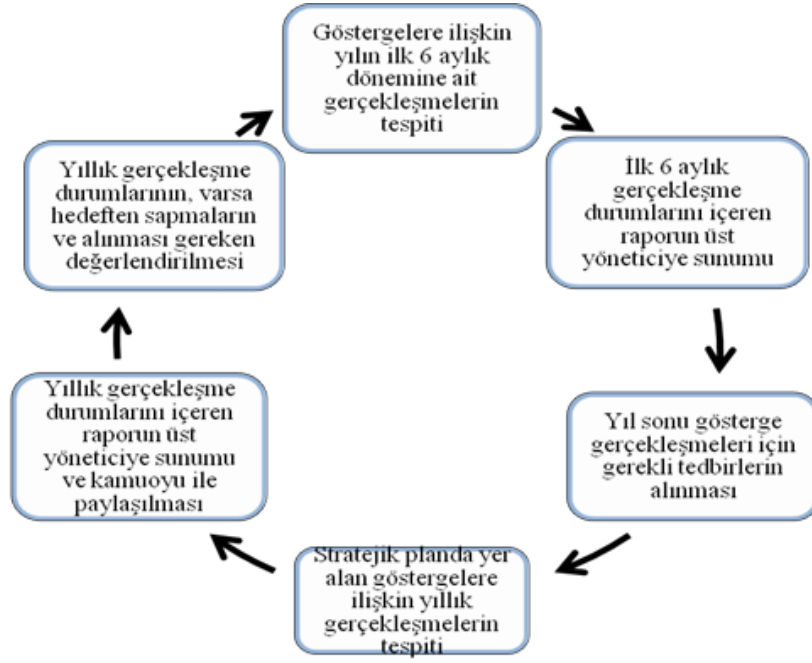 Göstergelere ilişkin
yılın ilk 6 aylık
dönemine ait
gerçekleşmelerin
tespiti
İlk 6 aylık
gerçekleşme
durumlarını içeren
raporun üst
yöneticiye sunumu
Yıl sonu gösterge
gerçekleşmeleri için
gerekli tedbirlerin
alınması
Stratejik planda yer
alan göstergelere
ilişkin yıllık
gerçekleşmelerin
tespiti
Yıllık gerçekleşme
durumlarını içeren
raporun üst
yöneticiye sunumu
ve kamuoyu ile
paylaşılması
Yıllık gerçekleşme
durumlarının, varsa
hedeften sapmaların
ve alınması gereken
değerlendirilmesi